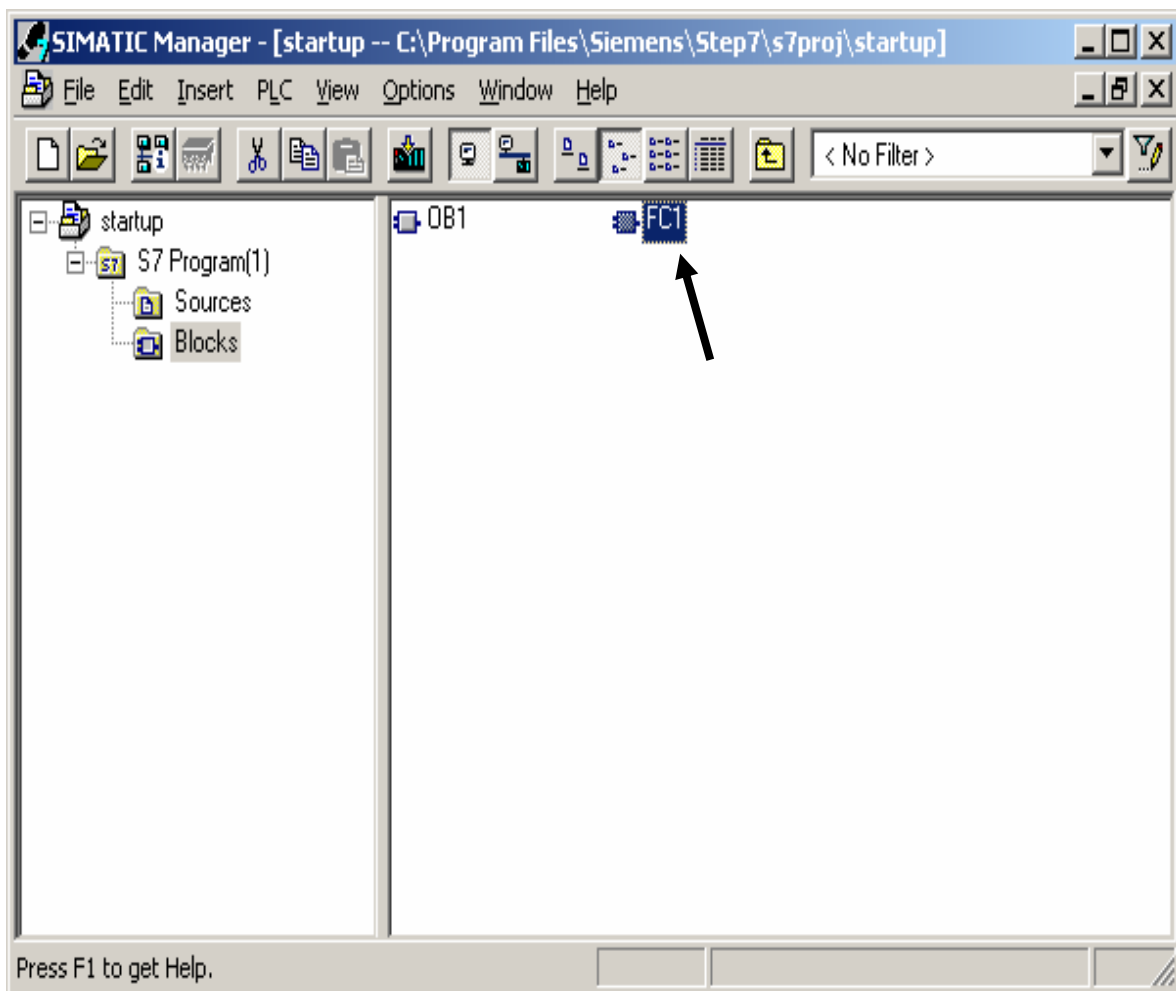 SIMATIC Manager - [startup -- C:\Program Files\Siemens\Step7\s7proj\startup]
File Edit Insert PLC View Options Window Help
< No Filter >
startup
S7 Program(1)
Sources
Blocks
OB1 FC1
Press F1 to get Help.